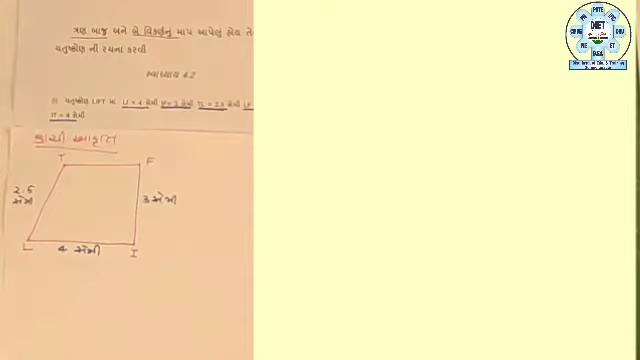 ત્રણ બાજુ અને બે વિકર્ણનું માપ આપેલું હોય તે
ચતુષ્કોણ ની રચના કરવી
સ્વાધ્યાય 4.2
ચતુષ્કોણ LIFT માં LI = 4 સેમી IF = 3 સેમી TL = 2.5 સેમી LF
IT = 4 સેમી
કાચી આકૃતિ
T F
2.5
સેમી
3 સેમી
L I
4 સેમી
DIET